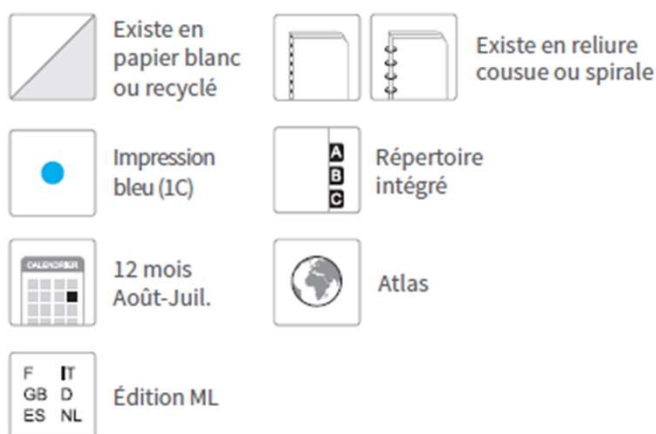 Existe en
papier blanc
ou recyclé
Existe en reliure
cousue ou spirale
Impression
bleu (1C)
A
B
C
Répertoire
intégré
CALENDRIER
12 mois
Août-Juil.
Atlas
F IT
GB D
ES NL
Édition ML